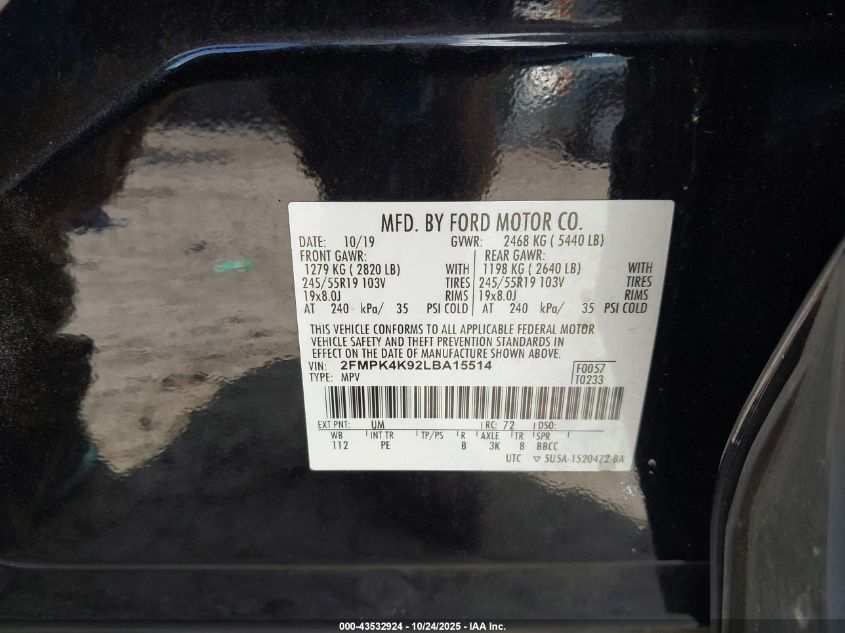 MFD. BY FORD MOTOR CO.
DATE: 10/19 GVWR: 2468 KG ( 5440 LB)
FRONT GAWR: REAR GAWR:
1279 KG ( 2820 LB) WITH 1198 KG ( 2640 LB) WITH
245/55R19 103V TIRES 245/55R19 103V TIRES
19x8.0J RIMS 19x8.0J RIMS
AT 240 kPa/ 35 PSI COLD AT 240 kPa/ 35 PSI COLD
THIS VEHICLE CONFORMS TO ALL APPLICABLE FEDERAL MOTOR
VEHICLE SAFETY AND THEFT PREVENTION STANDARDS IN
EFFECT ON THE DATE OF MANUFACTURE SHOWN ABOVE.
VIN: 2FMPK4K92LBA15514 F0057
TYPE: MPV T0233
EXT PNT: UM RC: 72 DSO:
WB INT TR TP/PS R AXLE TR SPR
112 PE B 3K 8 BBCC
UTC ▽ 5U5A-1520472-BA
000-43532924 - 10/24/2025 - IAA Inc.